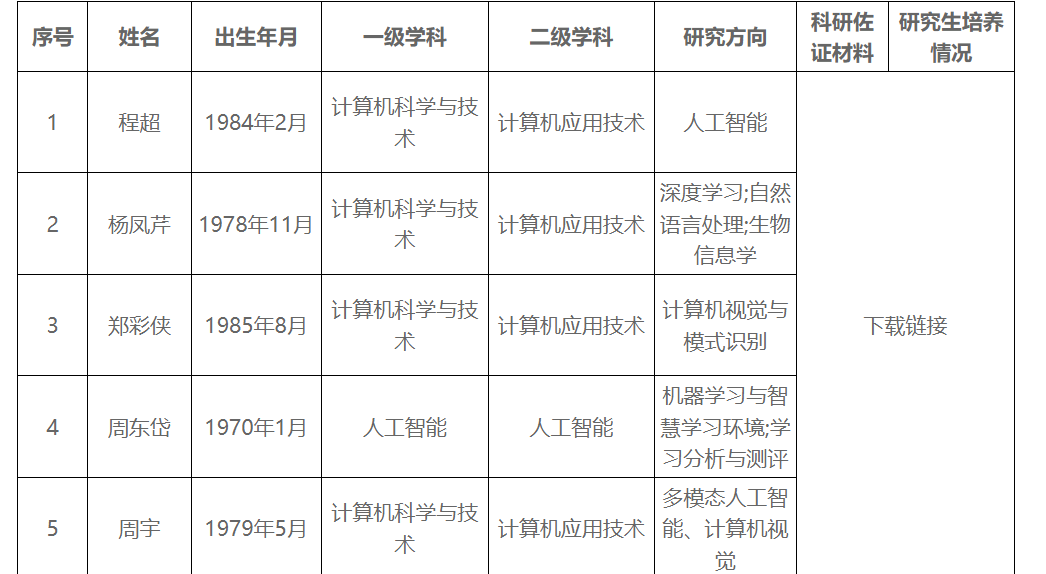 序号 姓名 出生年月 一级学科 二级学科 研究方向 科研佐证材料 研究生培养情况
1 程超 1984年2月 计算机科学与技术 计算机应用技术 人工智能
2 杨凤芹 1978年11月 计算机科学与技术 计算机应用技术 深度学习;自然语言处理;生物信息学
3 郑彩侠 1985年8月 计算机科学与技术 计算机应用技术 计算机视觉与模式识别 下载链接
4 周东岱 1970年1月 人工智能 人工智能 机器学习与智慧学习环境;学习分析与测评
5 周宇 1979年5月 计算机科学与技术 计算机应用技术 多模态人工智能、计算机视觉